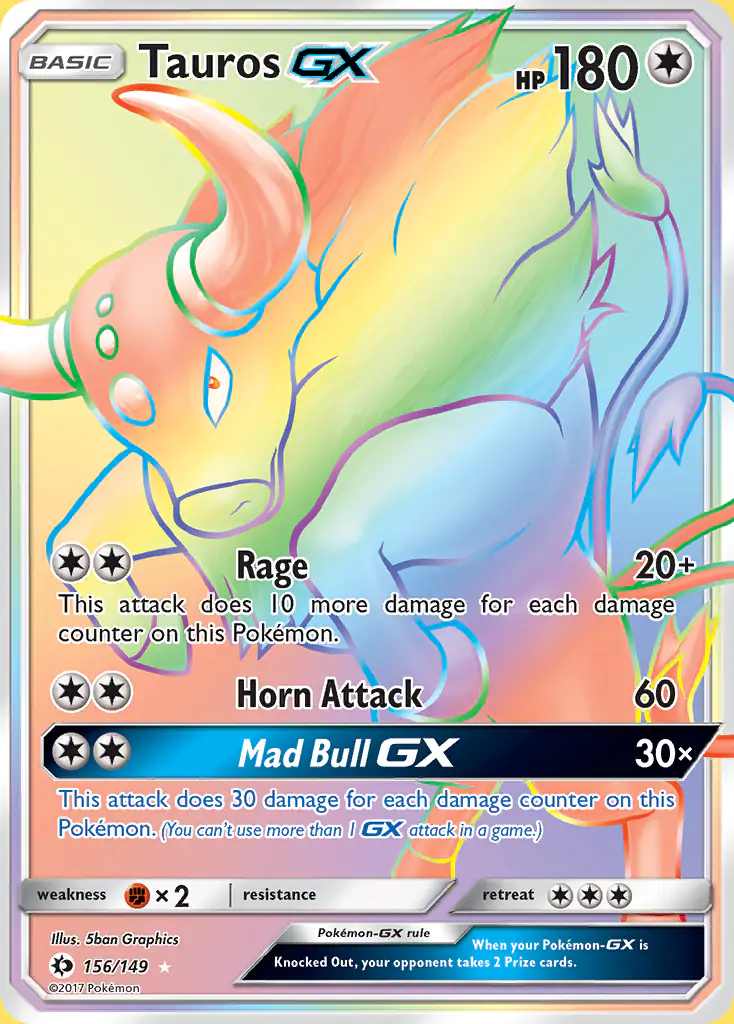 BASIC Tauros GX HP 180
Rage 20+
This attack does 10 more damage for each damage
counter on this Pokémon.
Horn Attack 60
Mad Bull GX 30×
This attack does 30 damage for each damage counter on this
Pokémon. (You can't use more than 1 GX attack in a game.)
weakness × 2 resistance retreat
Illus. 5ban Graphics
156/149
©2017 Pokémon
Pokémon-GX rule
When your Pokémon-GX is
Knocked Out, your opponent takes 2 Prize cards.